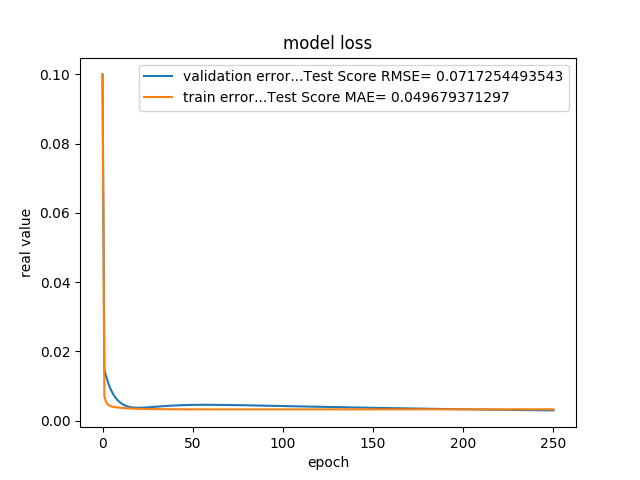 model loss
validation error...Test Score RMSE= 0.0717254493543
train error...Test Score MAE= 0.049679371297
real value
0.10
0.08
0.06
0.04
0.02
0.00
0 50 100 150 200 250
epoch